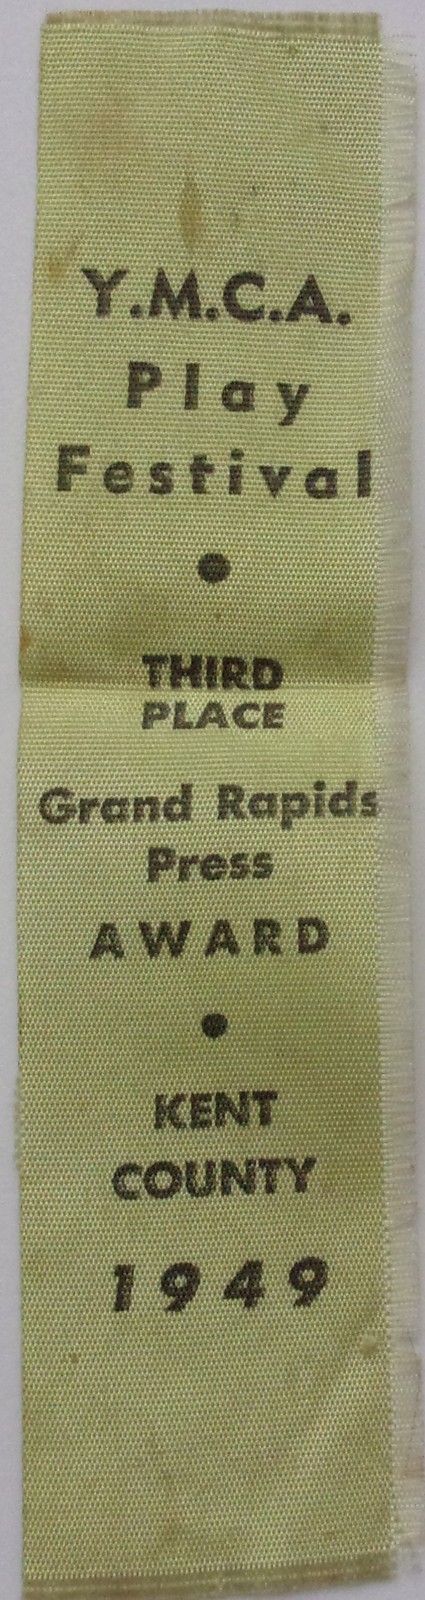 Y.M.C.A.
Play
Festival
●
THIRD
PLACE
Grand Rapids
Press
AWARD
●
KENT
COUNTY
1949